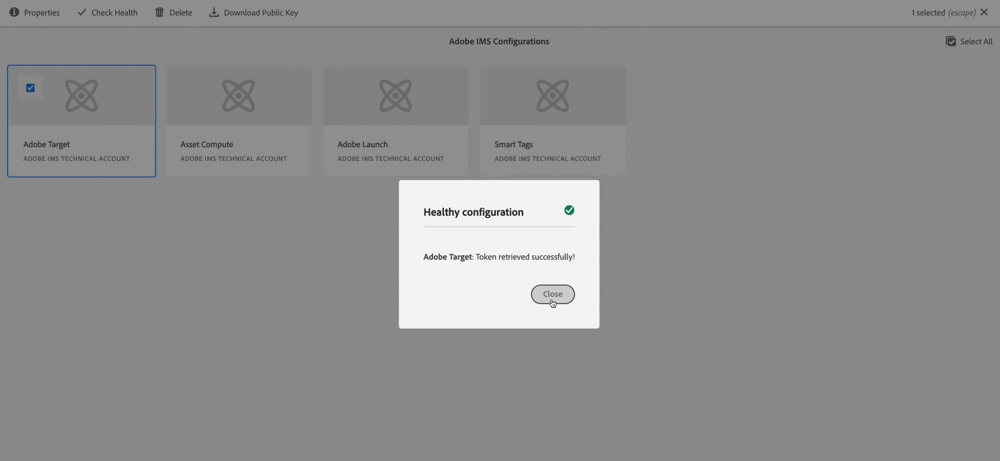 Properties
Check Health
Delete
Download Public Key
1 selected (escape)
Adobe IMS Configurations
Select All
Adobe Target
ADOBE IMS TECHNICAL ACCOUNT
Asset Compute
ADOBE IMS TECHNICAL ACCOUNT
Adobe Launch
ADOBE IMS TECHNICAL ACCOUNT
Smart Tags
ADOBE IMS TECHNICAL ACCOUNT
Healthy configuration
Adobe Target: Token retrieved successfully!
Close